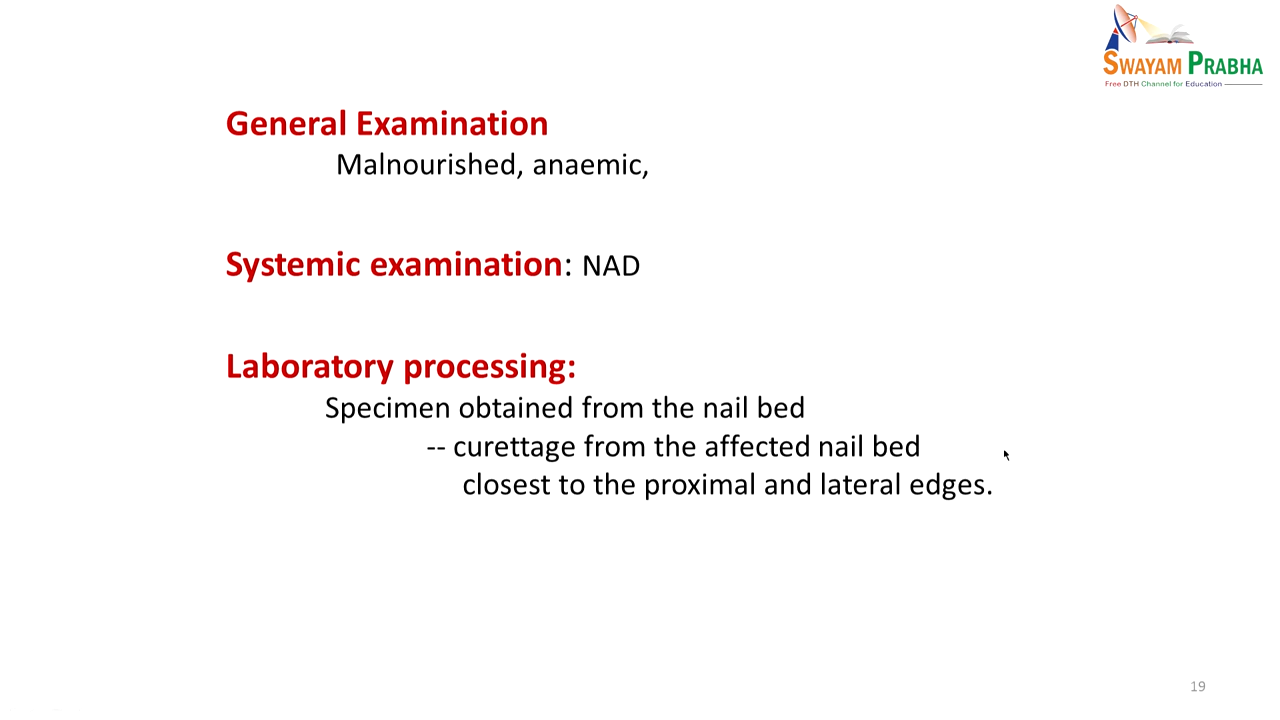 SWAYAM PRABHA
Free DTH Channel for Education
General Examination
Malnourished, anaemic,
Systemic examination: NAD
Laboratory processing:
Specimen obtained from the nail bed
-- curettage from the affected nail bed
closest to the proximal and lateral edges.
19